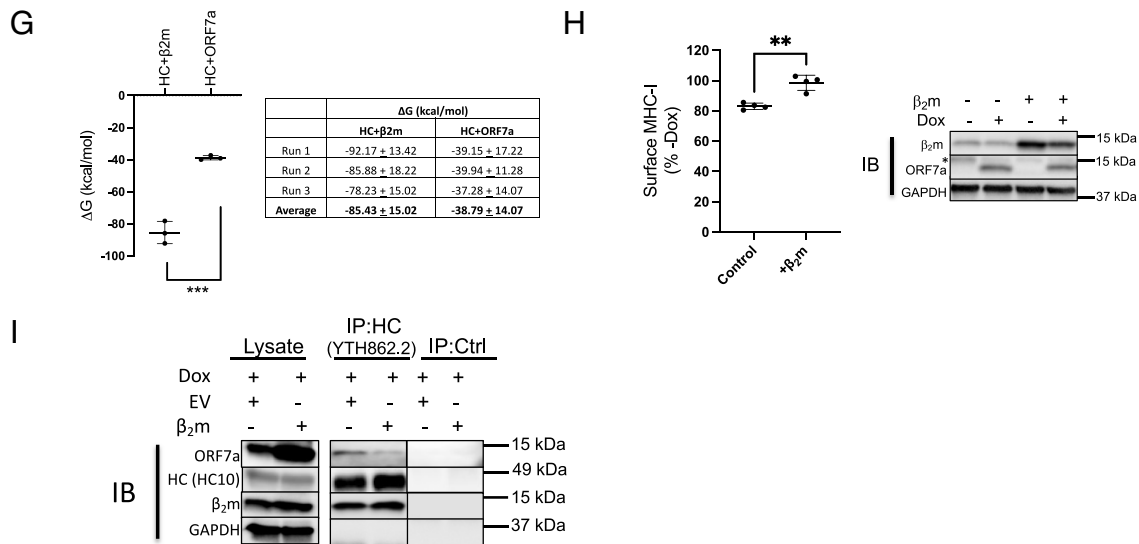 G
HC+β2m
HC+ORF7a
0
-20
-40
-60
-80
-100
ΔG (kcal/mol)
***
ΔG (kcal/mol)
HC+β2m HC+ORF7a
Run 1 -92.17 ± 13.42 -39.15 ± 17.22
Run 2 -85.88 ± 18.22 -39.94 ± 11.28
Run 3 -78.23 ± 15.02 -37.28 ± 14.07
Average -85.43 ± 15.02 -38.79 ± 14.07
H
**
120
100
80
60
40
20
0
Surface MHC-I
(% -Dox)
Control
+β₂m
β₂m - - + +
Dox - + - +
IB
β₂m 15 kDa
*
ORF7a 15 kDa
GAPDH 37 kDa
I
Lysate IP:HC (YTH862.2) IP:Ctrl
Dox + + + + + +
EV + - + - + -
β₂m - + - + - +
IB
ORF7a 15 kDa
HC (HC10) 49 kDa
β₂m 15 kDa
GAPDH 37 kDa